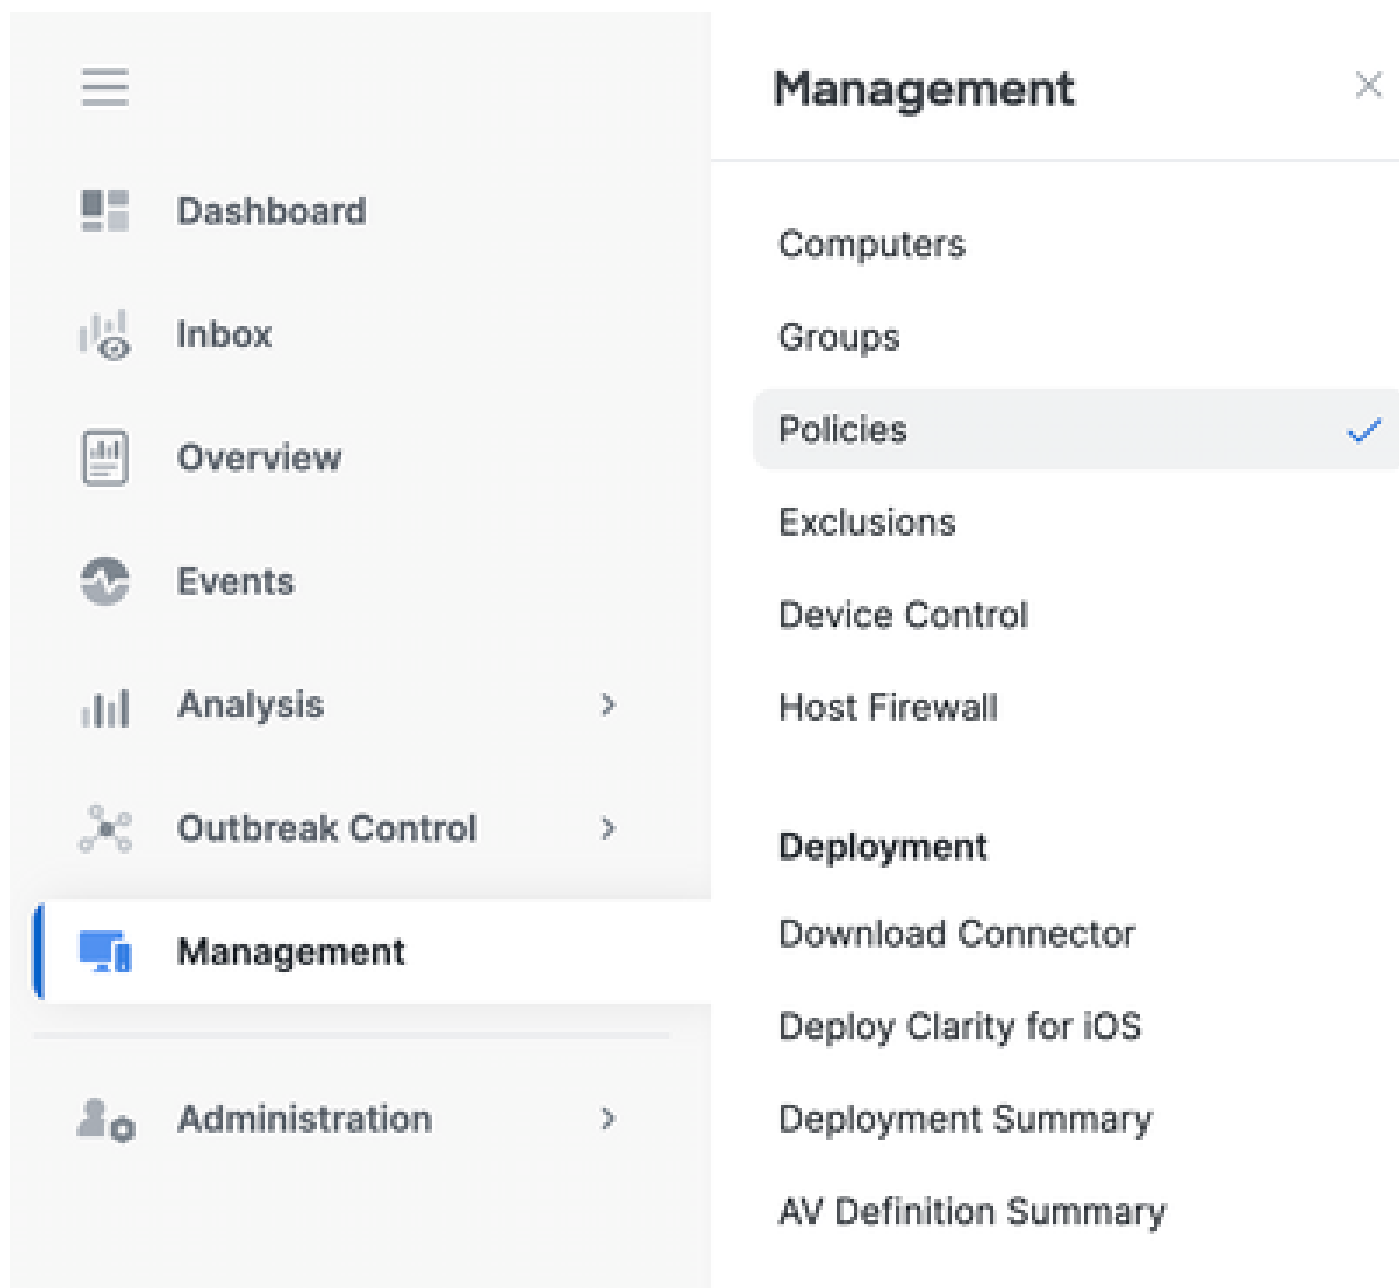 Dashboard
Inbox
Overview
Events
Analysis
Outbreak Control
Management
Administration
Management
Computers
Groups
Policies
Exclusions
Device Control
Host Firewall
Deployment
Download Connector
Deploy Clarity for iOS
Deployment Summary
AV Definition Summary